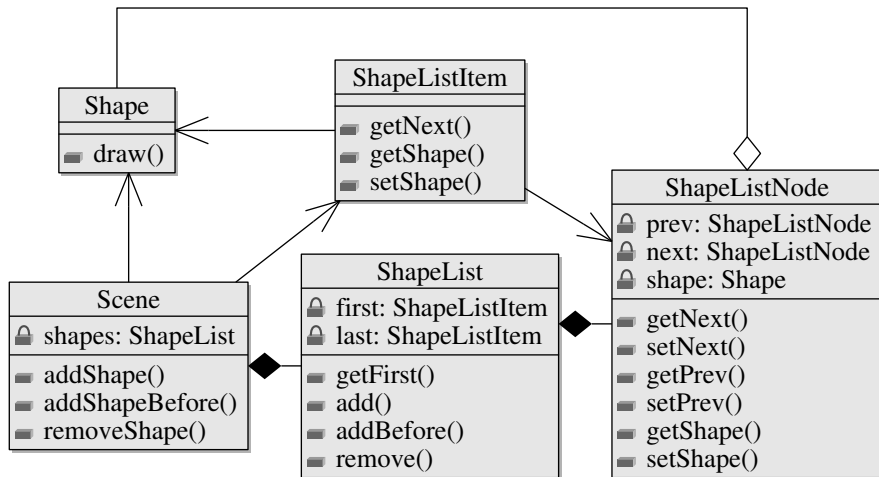 ShapeListItem
getNext()
getShape()
setShape()
Shape
draw()
ShapeListNode
prev: ShapeListNode
next: ShapeListNode
shape: Shape
getNext()
setNext()
getPrev()
setPrev()
getShape()
setShape()
ShapeList
first: ShapeListItem
last: ShapeListItem
getFirst()
add()
addBefore()
remove()
Scene
shapes: ShapeList
addShape()
addShapeBefore()
removeShape()